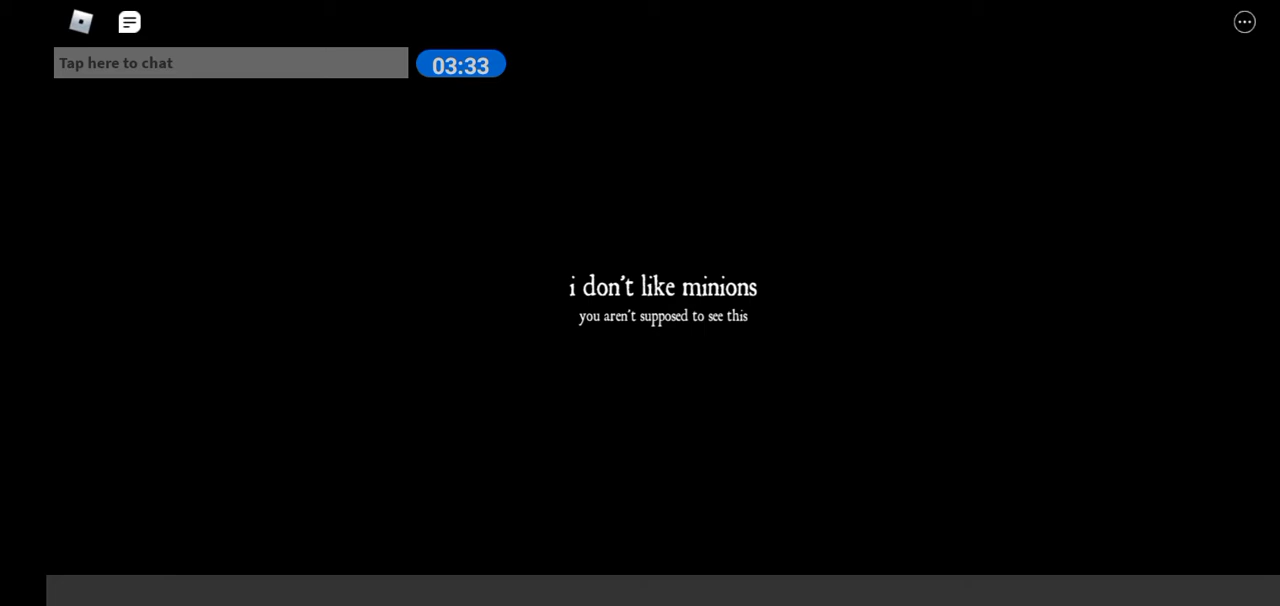 Tap here to chat
03:33
i don't like minions
you aren't supposed to see this